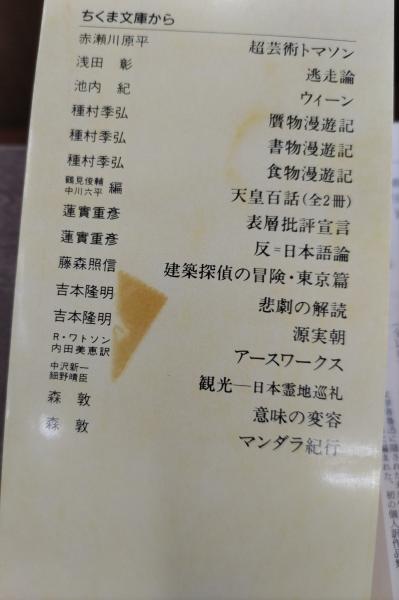 ちくま文庫から
赤瀬川原平 超芸術トマソン
浅田 彰 逃走論
池内 紀 ウィーン
種村季弘 贋物漫遊記
種村季弘 書物漫遊記
種村季弘 食物漫遊記
鶴見俊輔 中川六平 編 天皇百話(全2冊)
蓮實重彦 表層批評宣言
蓮實重彦 反=日本語論
藤森照信 建築探偵の冒険・東京篇
吉本隆明 悲劇の解読
吉本隆明 源実朝
R・ワトソン 内田美恵訳 アースワークス
中沢新一 細野晴臣 観光―日本霊地巡礼
森 敦 意味の変容
森 敦 マンダラ紀行